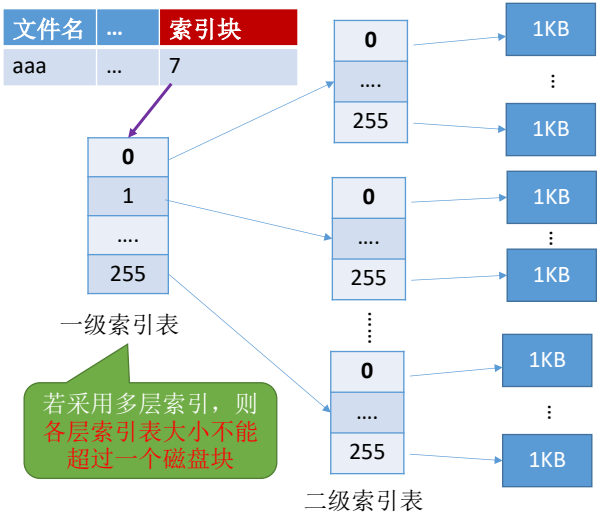 文件名 … 索引块
aaa … 7
0
1
....
255
一级索引表
若采用多层索引，则
各层索引表大小不能
超过一个磁盘块
0
....
255
0
....
255
......
0
....
255
二级索引表
1KB
...
1KB
1KB
...
1KB
1KB
...
1KB